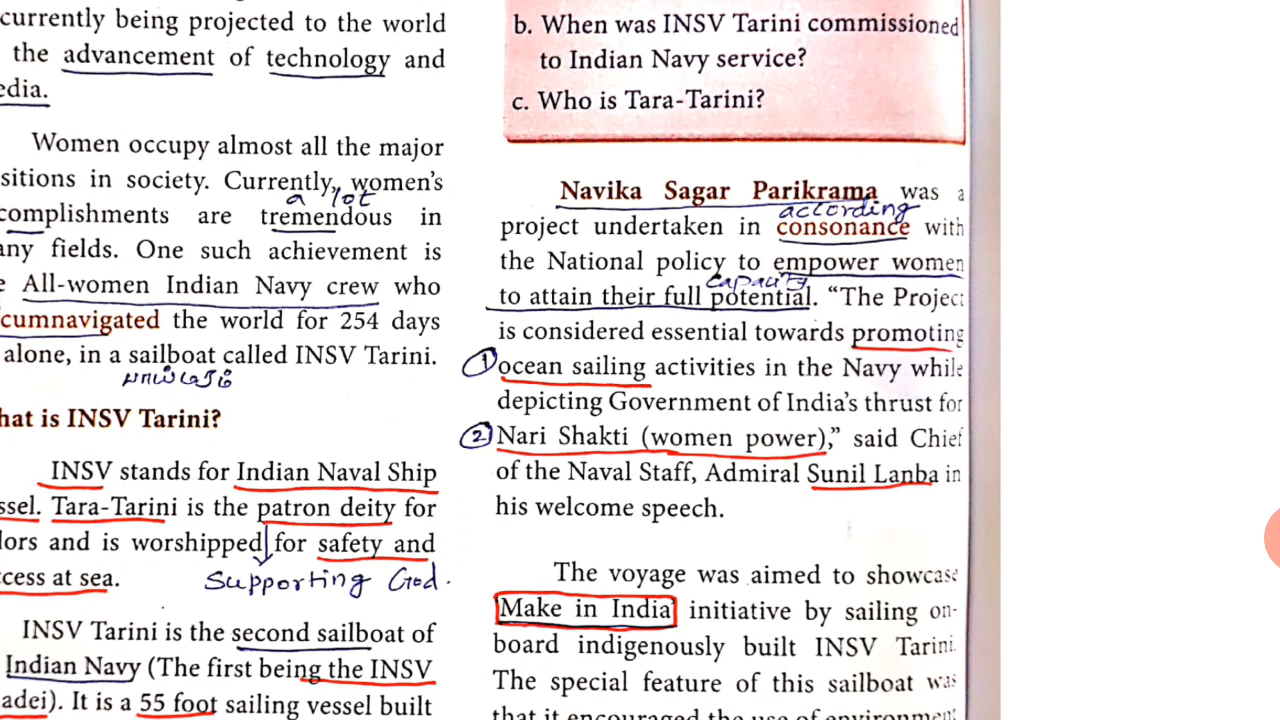 currently being projected to the world
the advancement of technology and
edia.
Women occupy almost all the major
sitions in society. Currently, women's
a lot
complishments are tremendous in
any fields. One such achievement is
e All-women Indian Navy crew who
cumnavigated the world for 254 days
alone, in a sailboat called INSV Tarini.
hat is INSV Tarini?
INSV stands for Indian Naval Ship
ssel. Tara-Tarini is the patron deity for
lors and is worshipped for safety and
ccess at sea.
Supporting God.
INSV Tarini is the second sailboat of
Indian Navy (The first being the INSV
adei). It is a 55 foot sailing vessel built
b. When was INSV Tarini commissioned
to Indian Navy service?
c. Who is Tara-Tarini?
Navika Sagar Parikrama was a
according
project undertaken in consonance with
the National policy to empower women
capacity
to attain their full potential. “The Project
is considered essential towards promoting
1 ocean sailing activities in the Navy while
depicting Government of India's thrust for
2 Nari Shakti (women power),” said Chief
of the Naval Staff, Admiral Sunil Lanba in
his welcome speech.
The voyage was aimed to showcase
'Make in India' initiative by sailing on-
board indigenously built INSV Tarini.
The special feature of this sailboat was
that it encouraged the use of environment